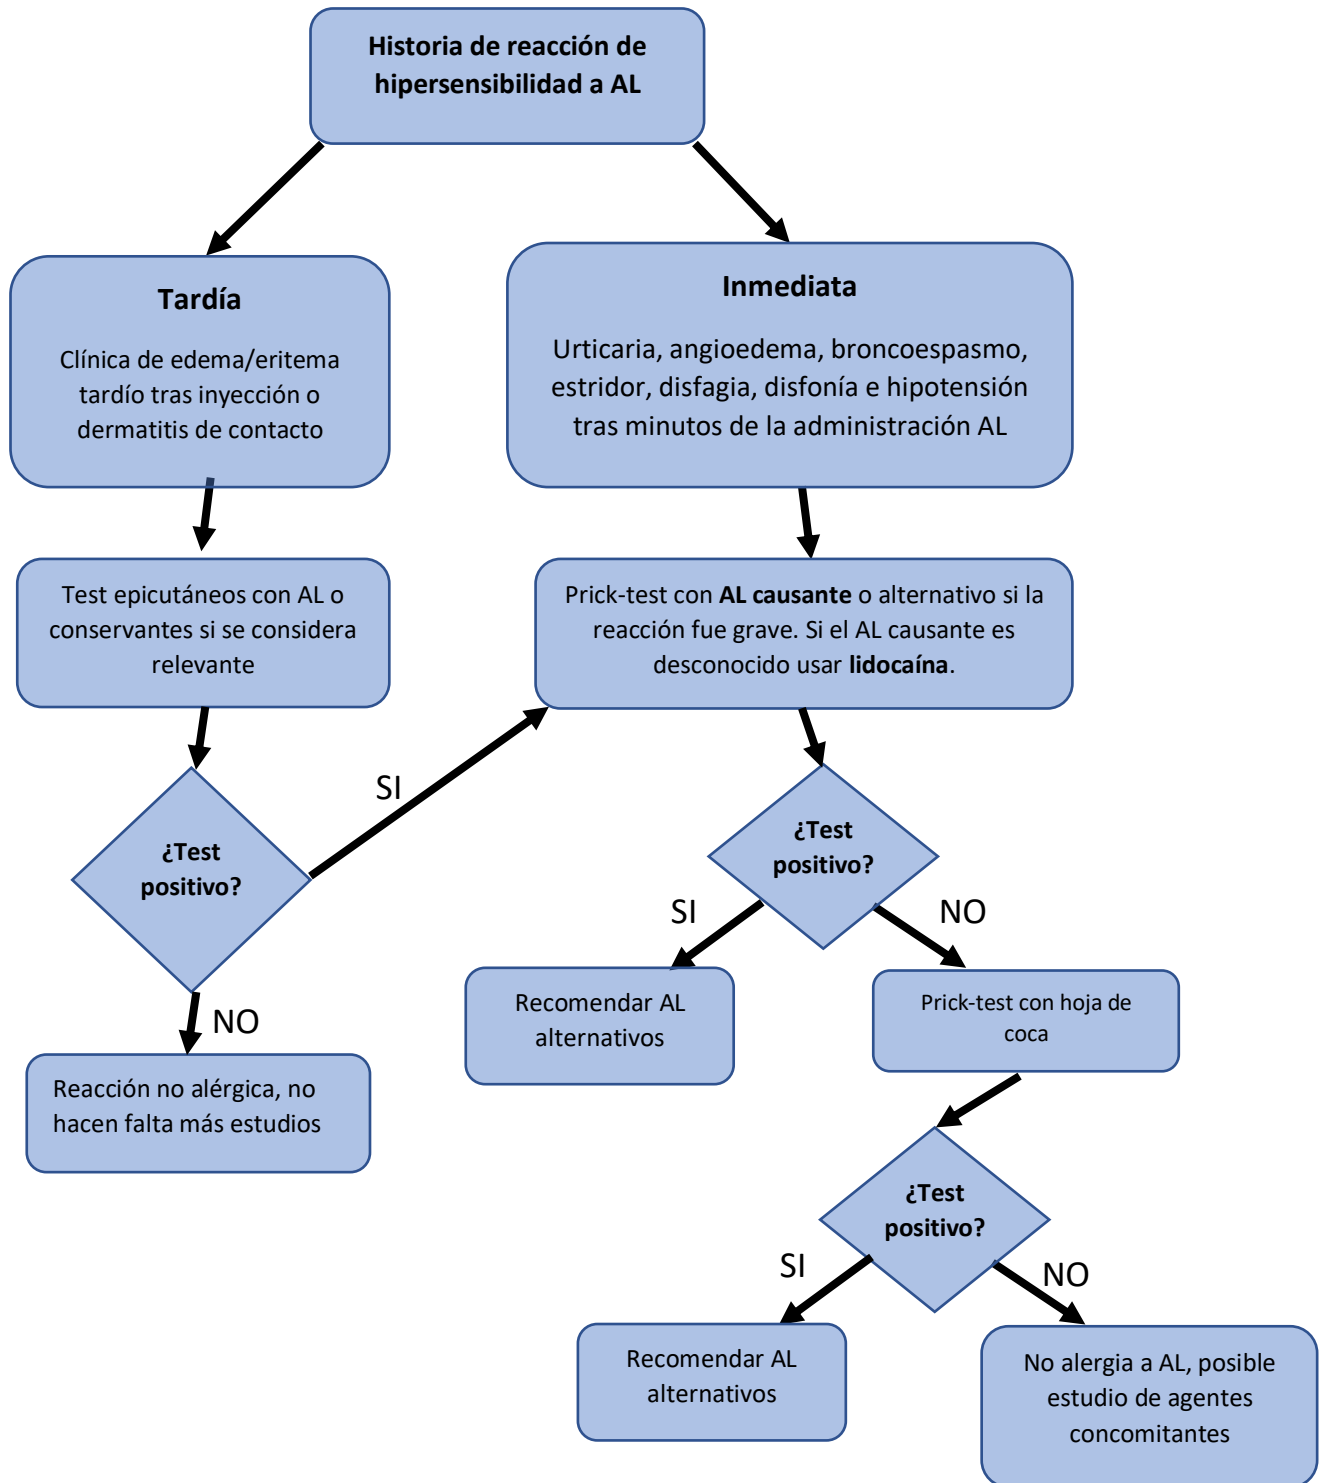 Historia de reacción de
hipersensibilidad a AL
Tardía
Clínica de edema/eritema
tardío tras inyección o
dermatitis de contacto
Inmediata
Urticaria, angioedema, broncoespasmo,
estridor, disfagia, disfonía e hipotensión
tras minutos de la administración AL
Test epicutáneos con AL o
conservantes si se considera
relevante
Prick-test con AL causante o alternativo si la
reacción fue grave. Si el AL causante es
desconocido usar lidocaína.
SI
¿Test
positivo?
¿Test
positivo?
SI
NO
NO
Recomendar AL
alternativos
Prick-test con hoja de
coca
Reacción no alérgica, no
hacen falta más estudios
¿Test
positivo?
SI
NO
Recomendar AL
alternativos
No alergia a AL, posible
estudio de agentes
concomitantes